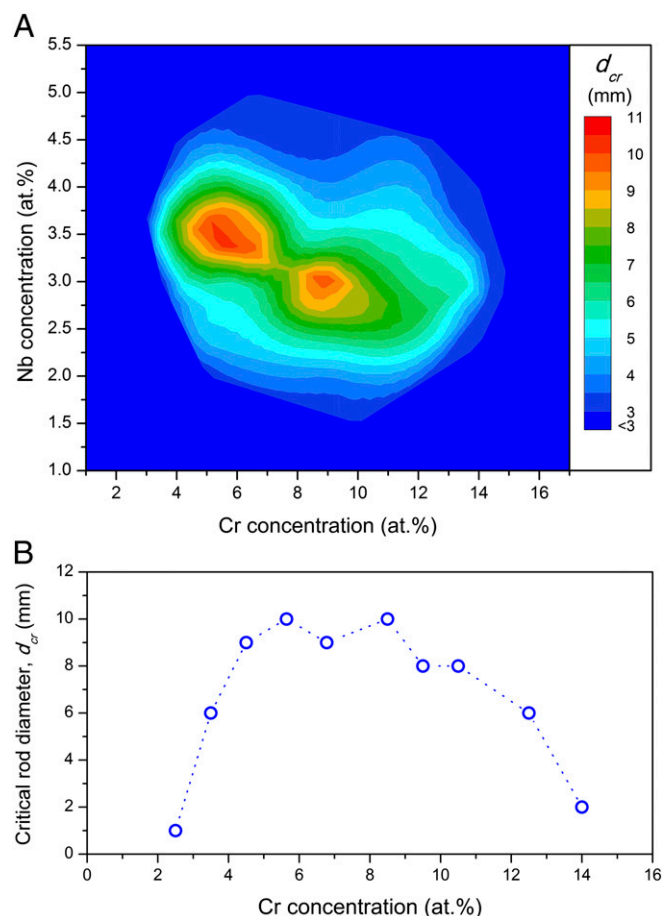 A
5.5
5.0
4.5
4.0
3.5
3.0
2.5
2.0
1.5
1.0
Nb concentration (at.%)
2 4 6 8 10 12 14 16
Cr concentration (at.%)
d_cr
(mm)
11
10
9
8
7
6
5
4
3
<3
B
12
10
8
6
4
2
0
Critical rod diameter, d_cr (mm)
0 2 4 6 8 10 12 14 16
Cr concentration (at.%)